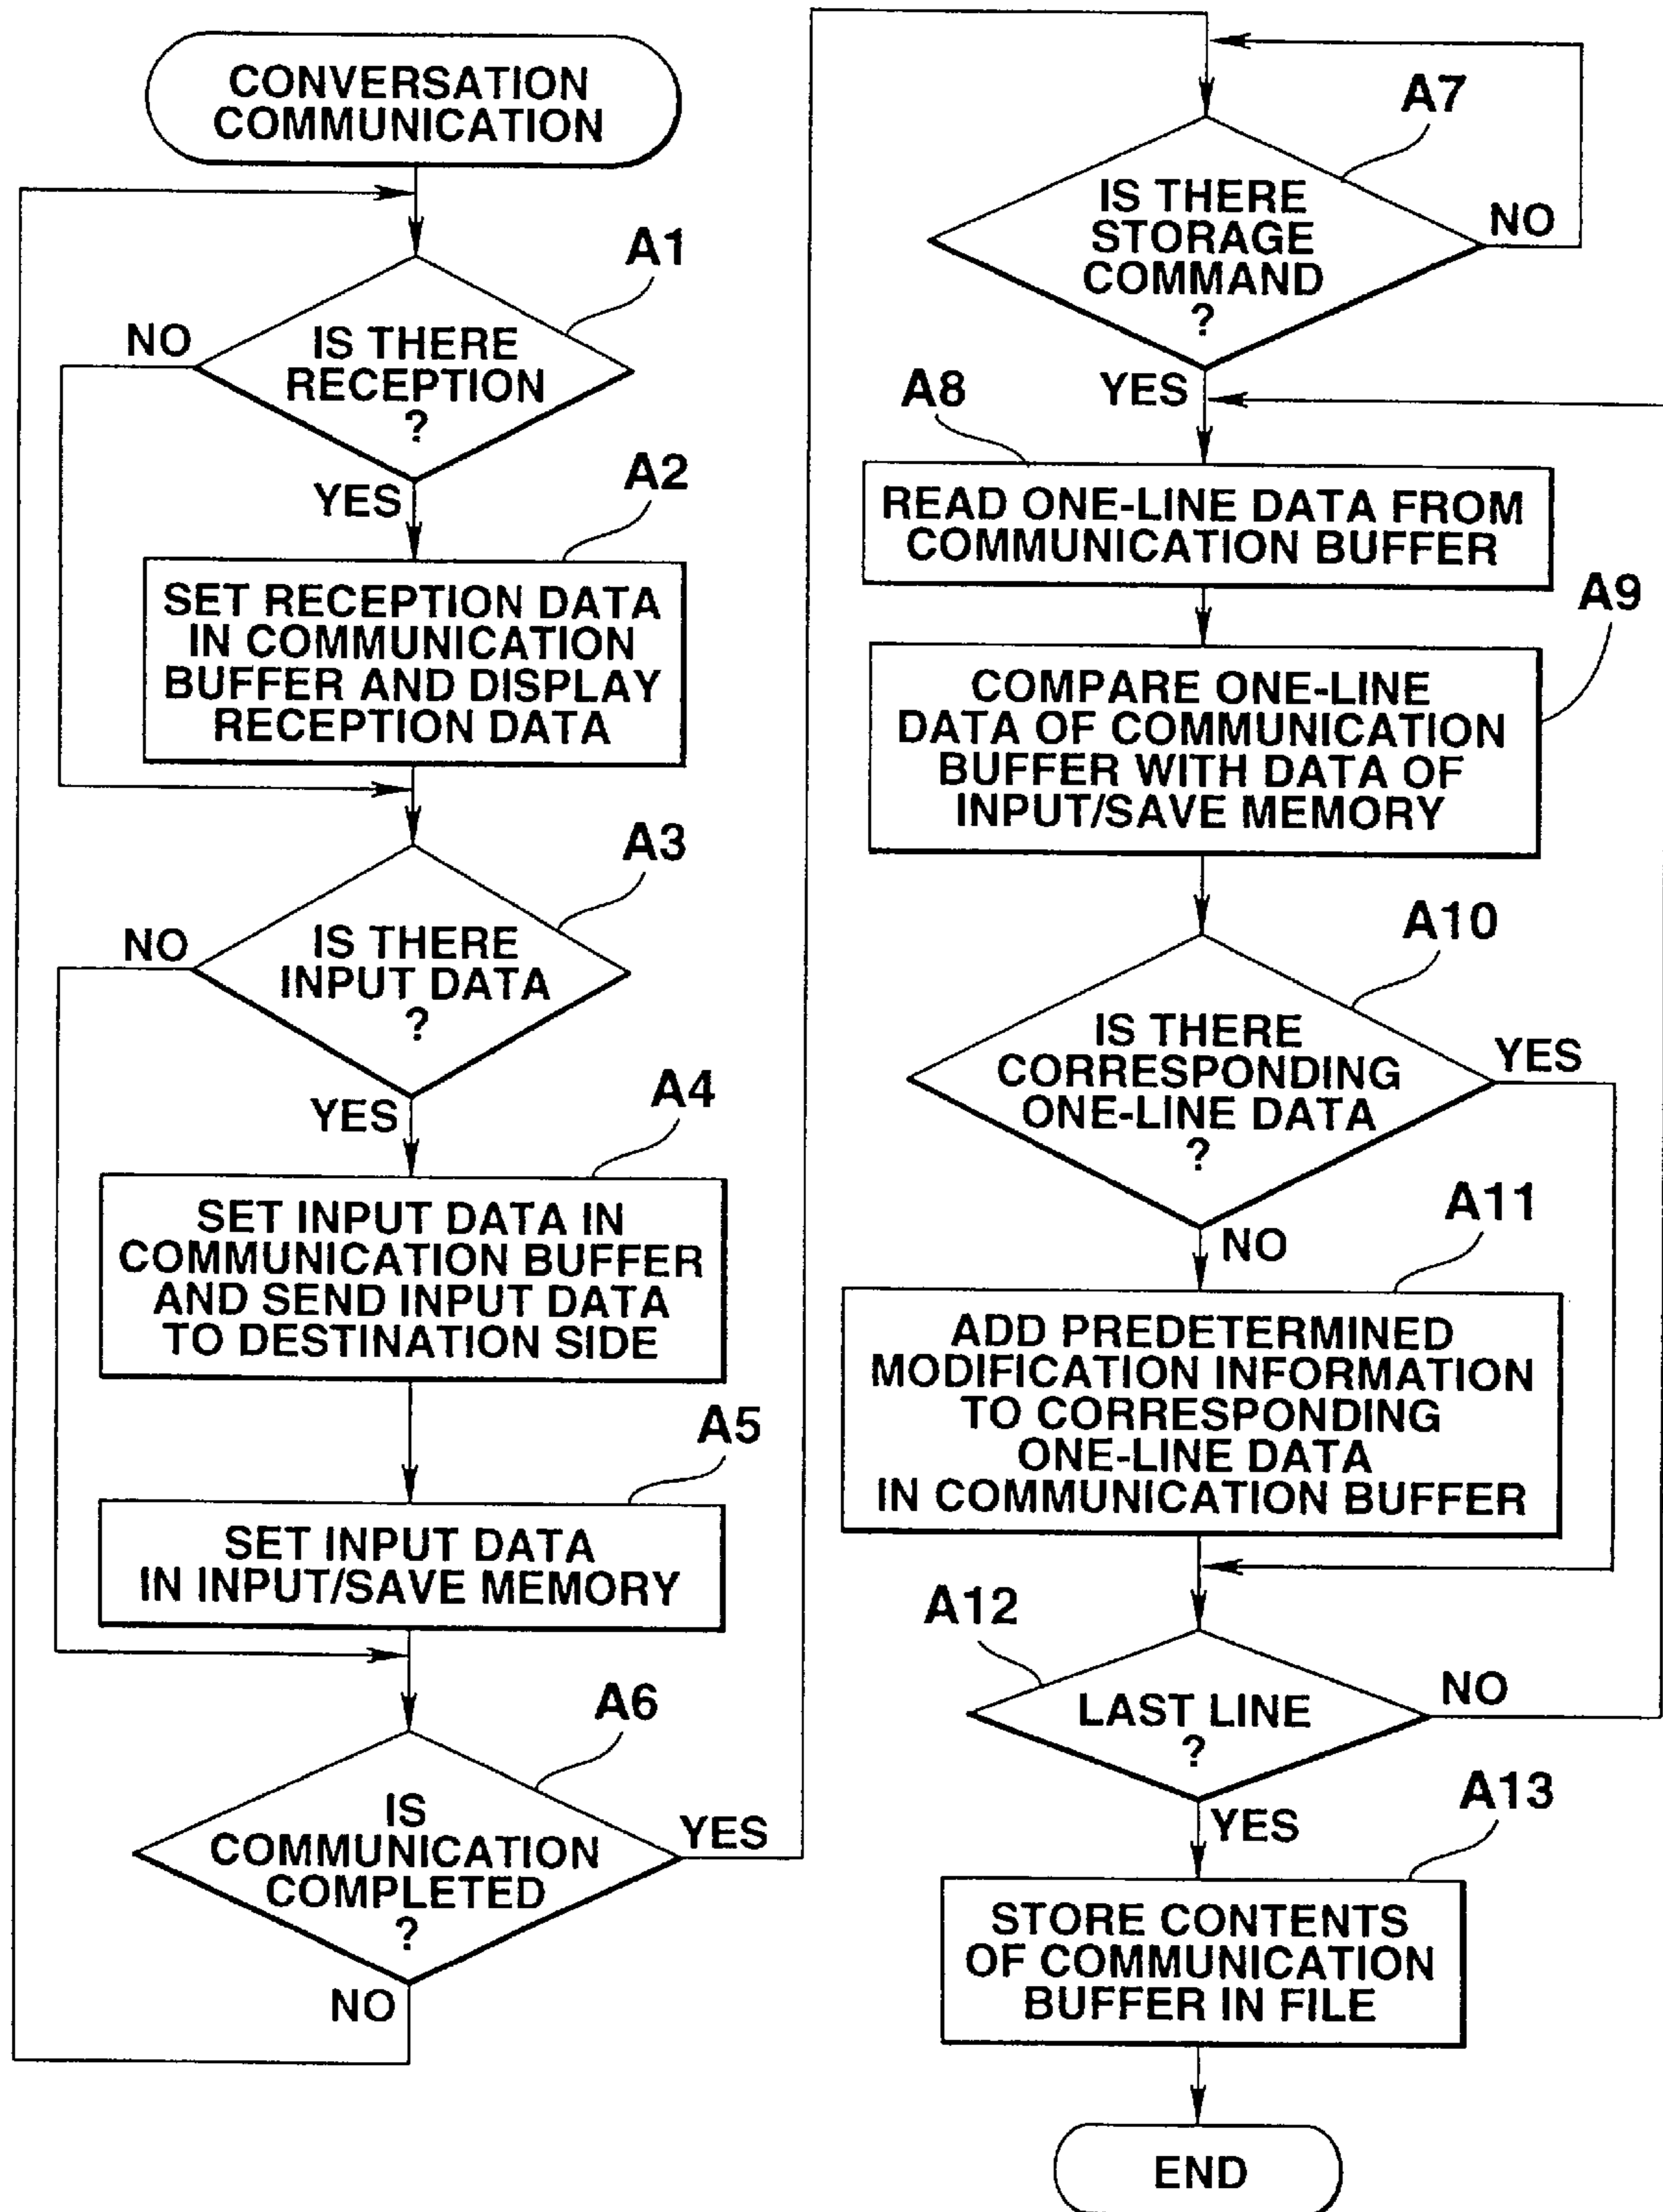 CONVERSATION
COMMUNICATION
A1
NO
IS THERE
RECEPTION
?
YES
A2
SET RECEPTION DATA
IN COMMUNICATION
BUFFER AND DISPLAY
RECEPTION DATA
A3
NO
IS THERE
INPUT DATA
?
YES
A4
SET INPUT DATA IN
COMMUNICATION BUFFER
AND SEND INPUT DATA
TO DESTINATION SIDE
A5
SET INPUT DATA
IN INPUT/SAVE MEMORY
A6
IS
COMMUNICATION
COMPLETED
?
YES
NO
A7
IS THERE
STORAGE
COMMAND
?
NO
YES
A8
READ ONE-LINE DATA FROM
COMMUNICATION BUFFER
A9
COMPARE ONE-LINE
DATA OF COMMUNICATION
BUFFER WITH DATA OF
INPUT/SAVE MEMORY
A10
IS THERE
CORRESPONDING
ONE-LINE DATA
?
YES
NO
A11
ADD PREDETERMINED
MODIFICATION INFORMATION
TO CORRESPONDING
ONE-LINE DATA
IN COMMUNICATION BUFFER
A12
LAST LINE
?
NO
YES
A13
STORE CONTENTS
OF COMMUNICATION
BUFFER IN FILE
END